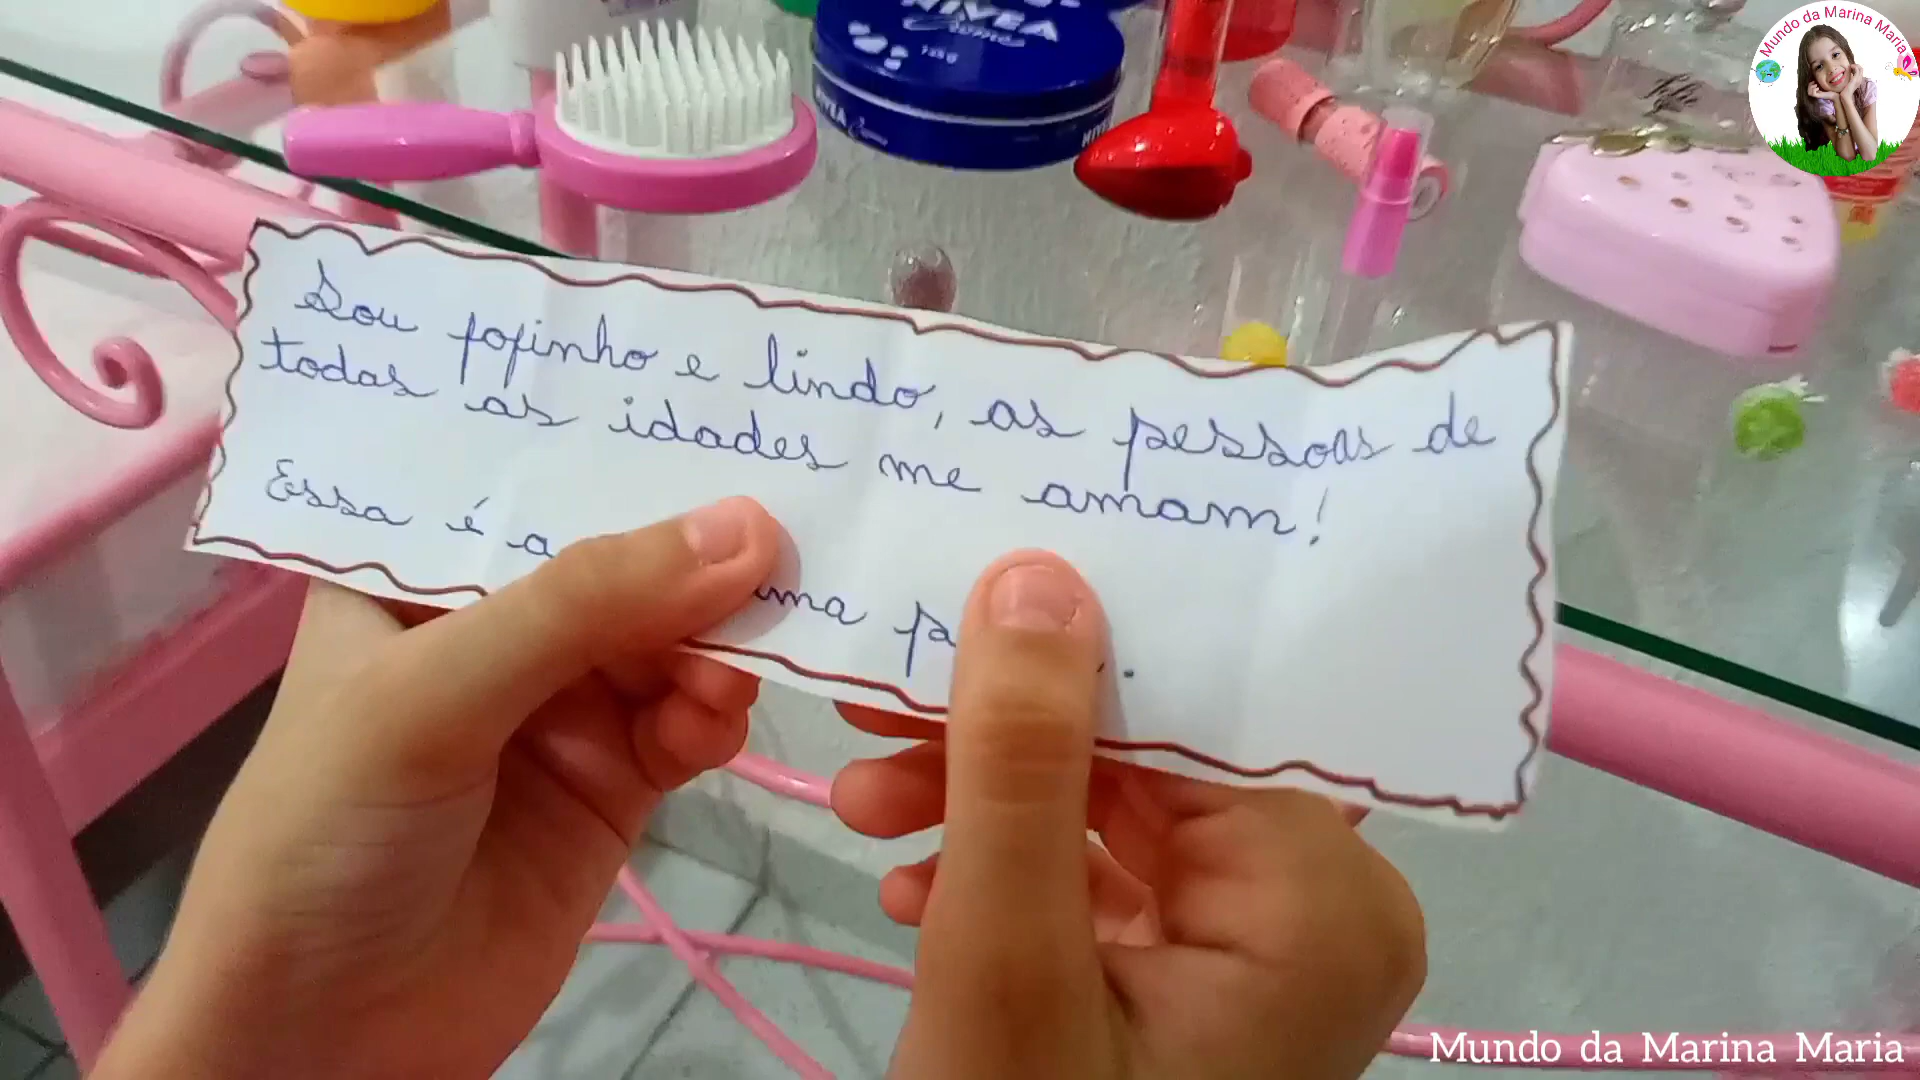 Mundo da Marina Maria
NIVEA
Creme
NIVEA Creme
Sou fofinho e lindo, as pessoas de
todas as idades me amam!
Essa é a
Mundo da Marina Maria